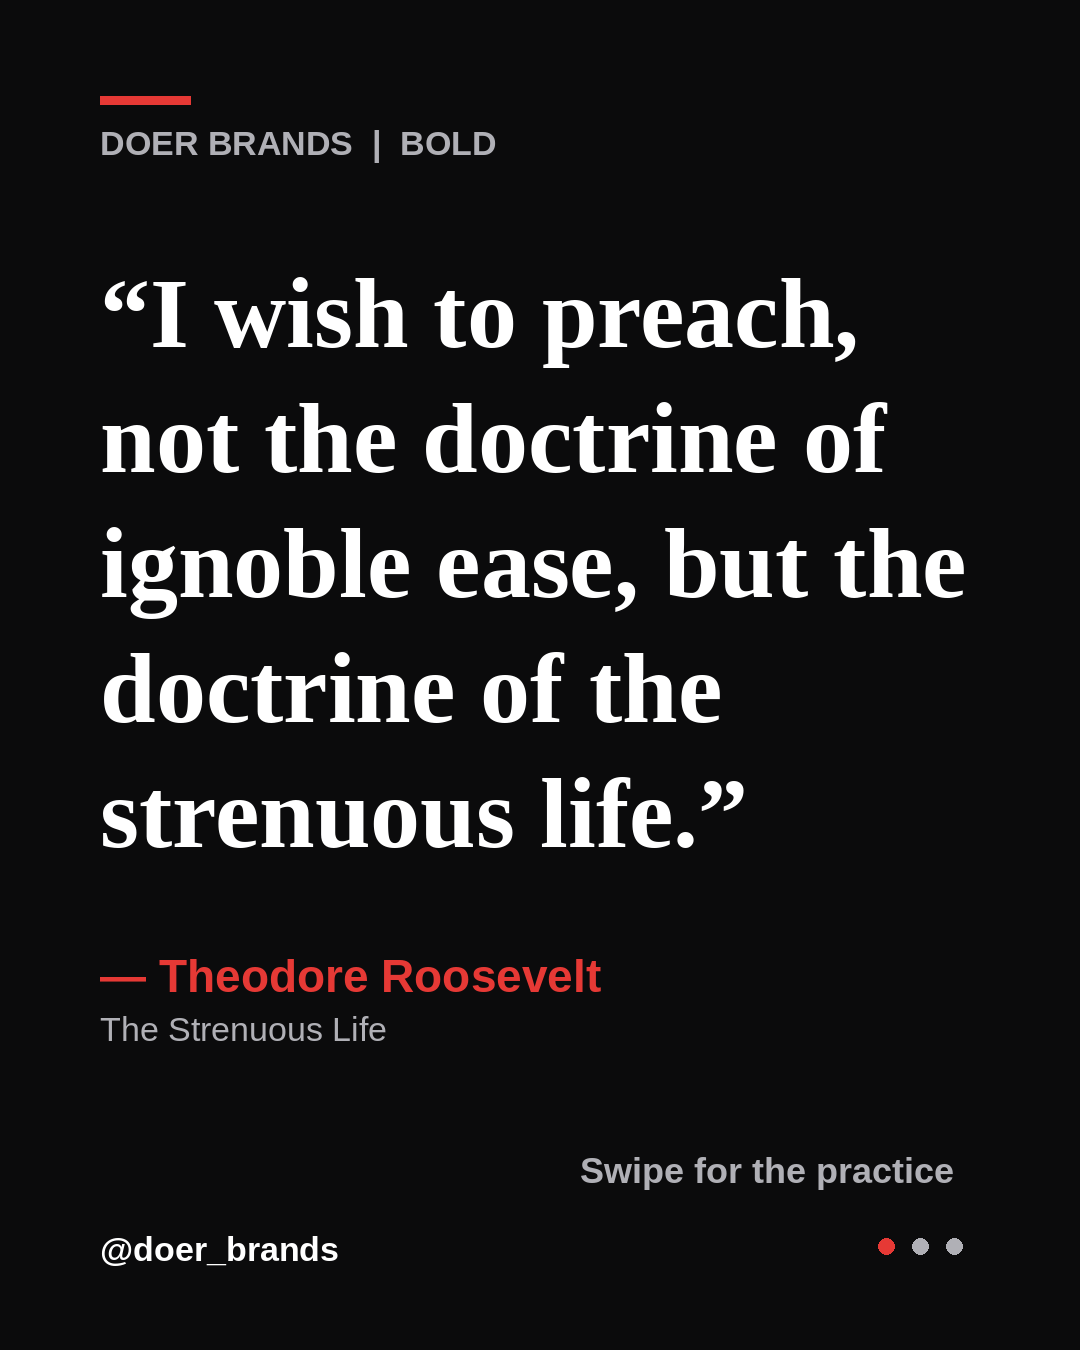 DOER BRANDS | BOLD
“I wish to preach,
not the doctrine of
ignoble ease, but the
doctrine of the
strenuous life.”
— Theodore Roosevelt
The Strenuous Life
Swipe for the practice
@doer_brands